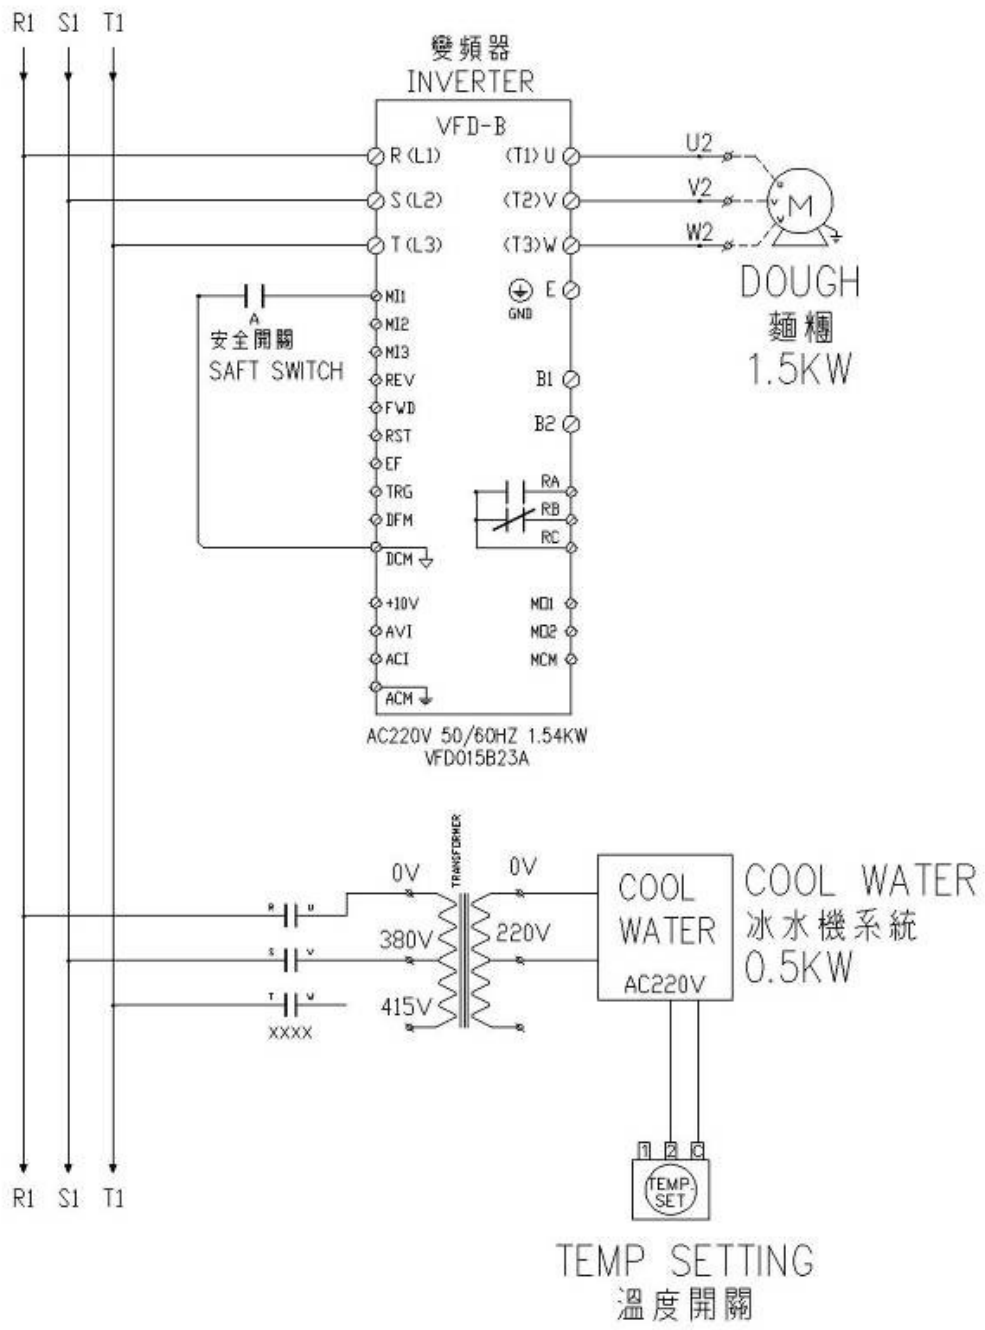 R1 S1 T1
變頻器
INVERTER
VFD-B
R(L1) (T1)U U2
S(L2) (T2)V V2
T(L3) (T3)W W2
U
V
W
M
DOUGH
麵糰
1.5KW
MI1 E
GND
A
安全開關
SAFT SWITCH
MI2
MI3
REV B1
FWD
RST B2
EF
TRG RA
DFM RB
DCM RC
+10V MO1
AVI MO2
ACI MCM
ACM
AC220V 50/60HZ 1.54KW
VFD015B23A
TRANSFORMER
0V 0V
R U
380V 220V
S V
415V
T W
XXXX
COOL
WATER
AC220V
COOL WATER
冰水機系統
0.5KW
1 2 C
TEMP.
SET
R1 S1 T1
TEMP SETTING
溫度開關